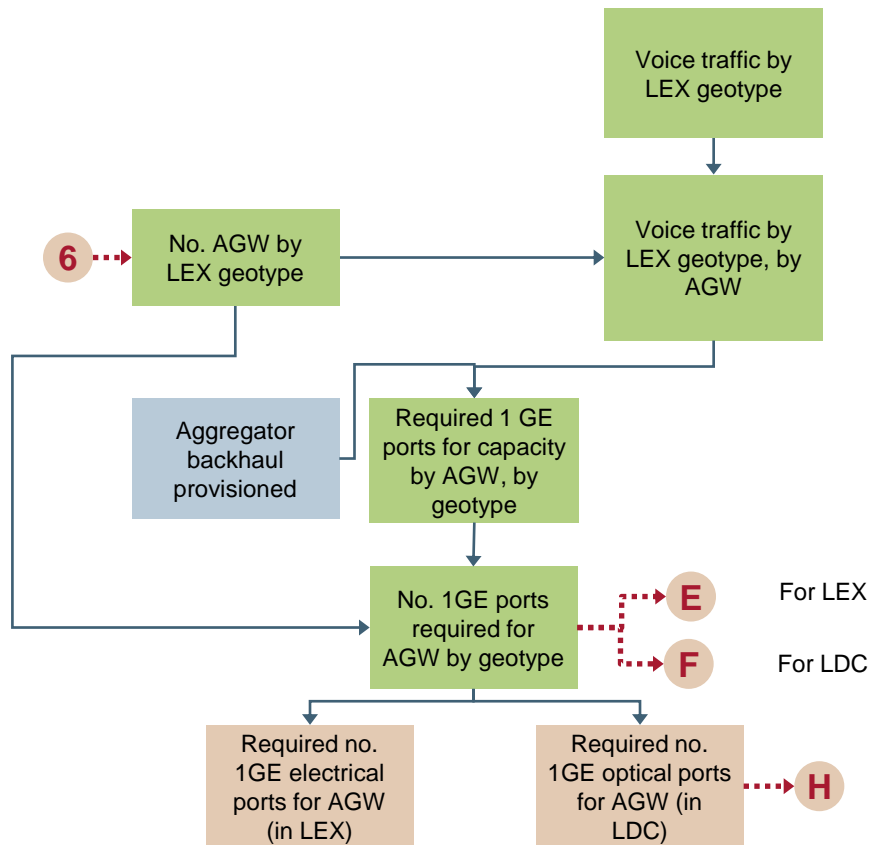 Voice traffic by
LEX geotype
6
No. AGW by
LEX geotype
Voice traffic by
LEX geotype, by
AGW
Aggregator
backhaul
provisioned
Required 1 GE
ports for capacity
by AGW, by
geotype
No. 1GE ports
required for
AGW by geotype
E
For LEX
F
For LDC
Required no.
1GE electrical
ports for AGW
(in LEX)
Required no.
1GE optical ports
for AGW (in
LDC)
H